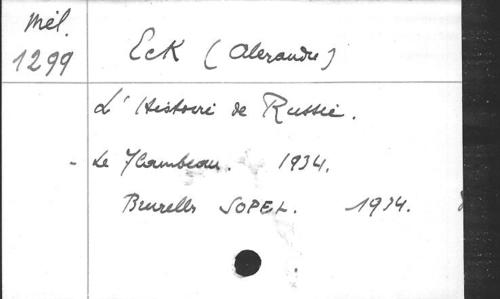 Mél.
1299
Eck (Alexandre)
L'Histoire de Russie.
- Le Flambeau. 1934.
Bruxelles SOPEL. 1934.